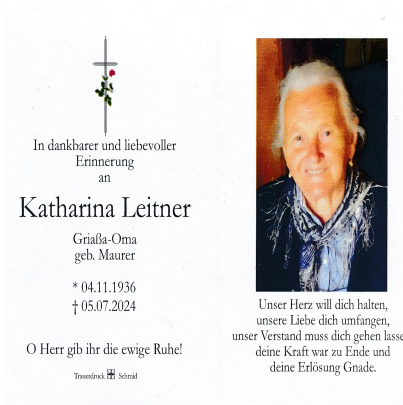 In dankbarer und liebevoller
Erinnerung
an
Katharina Leitner
Griaßa-Oma
geb. Maurer
* 04.11.1936
† 05.07.2024
O Herr gib ihr die ewige Ruhe!
Trauerdruck Schmid
Unser Herz will dich halten,
unsere Liebe dich umfangen,
unser Verstand muss dich gehen lasse
deine Kraft war zu Ende und
deine Erlösung Gnade.